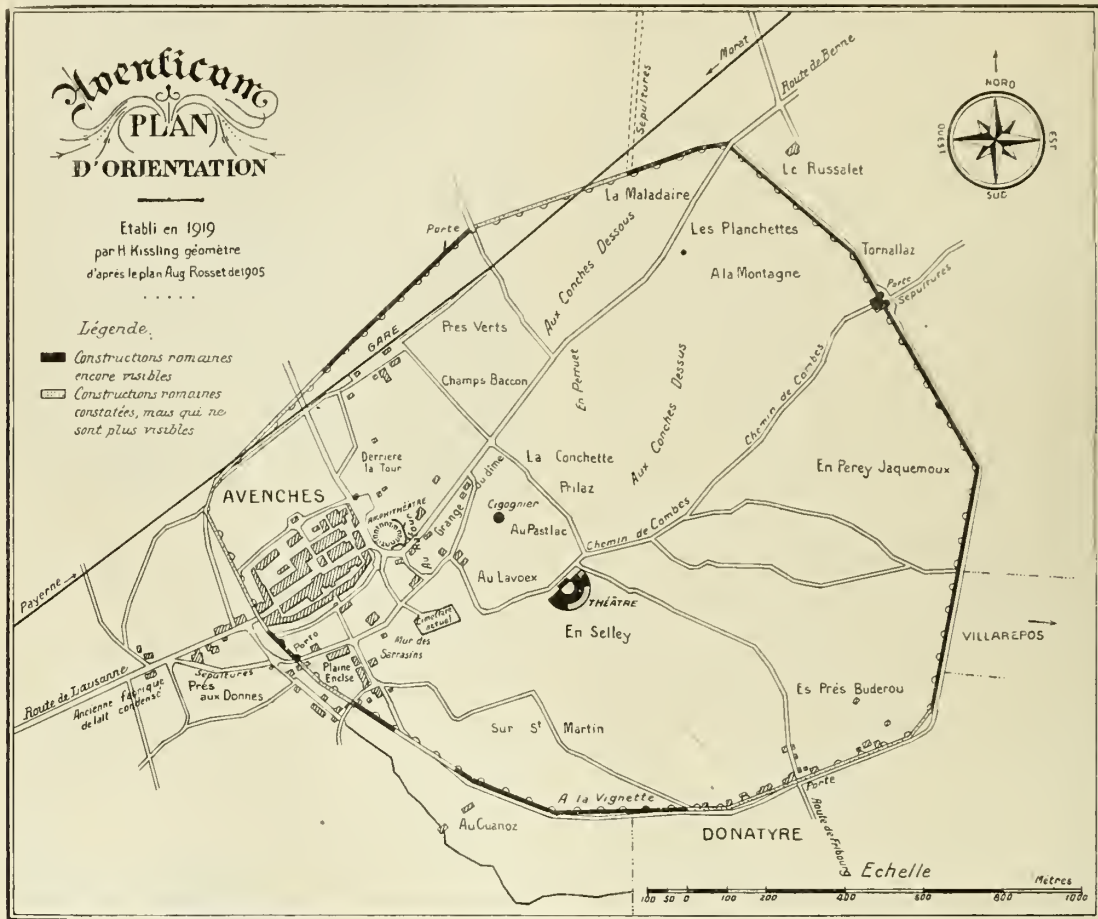 Aventicum
PLAN
D'ORIENTATION
Etabli en 1919
par H Kissling géomètre
d'après le plan Aug Rosset de 1905
Légende:
Constructions romaines
encore visibles
Constructions romaines
constatées, mais qui ne
sont plus visibles
Morat
Sépultures
Route de Berne
NORD
OUEST
EST
SUD
Le Russalet
La Maladaire
Les Planchettes
Tornallaz
A la Montagne
Porte
Sépultures
Porte
Aux Conches Dessous
GARE
Pres Verts
Champs Baccon
En Perruet
Aux Conches Dessus
Chemin de Combes
En Perey Jaquemoux
Derriere
la Tour
La Conchette
Prilaz
AVENCHES
AMPHITHÉÂTRE
Au Grange du dîme
Cigognier
Au Pastlac
Chemin de Combes
Au Lavoex
THÉÂTRE
En Selley
Payerne
Cimetière
actuel
Mur des
Sarrasins
VILLAREPOS
Porte
Plaine
Enclse
Route de Lausanne
Sépultures
Prés
aux Donnes
Ancienne fabrique
de lait condensé
Es Prés Buderou
Sur St Martin
A la Vignette
Porte
Au Cuanoz
DONATYRE
Route de Fribourg
Echelle
Mètres
100 50 0 100 200 400 600 800 1000